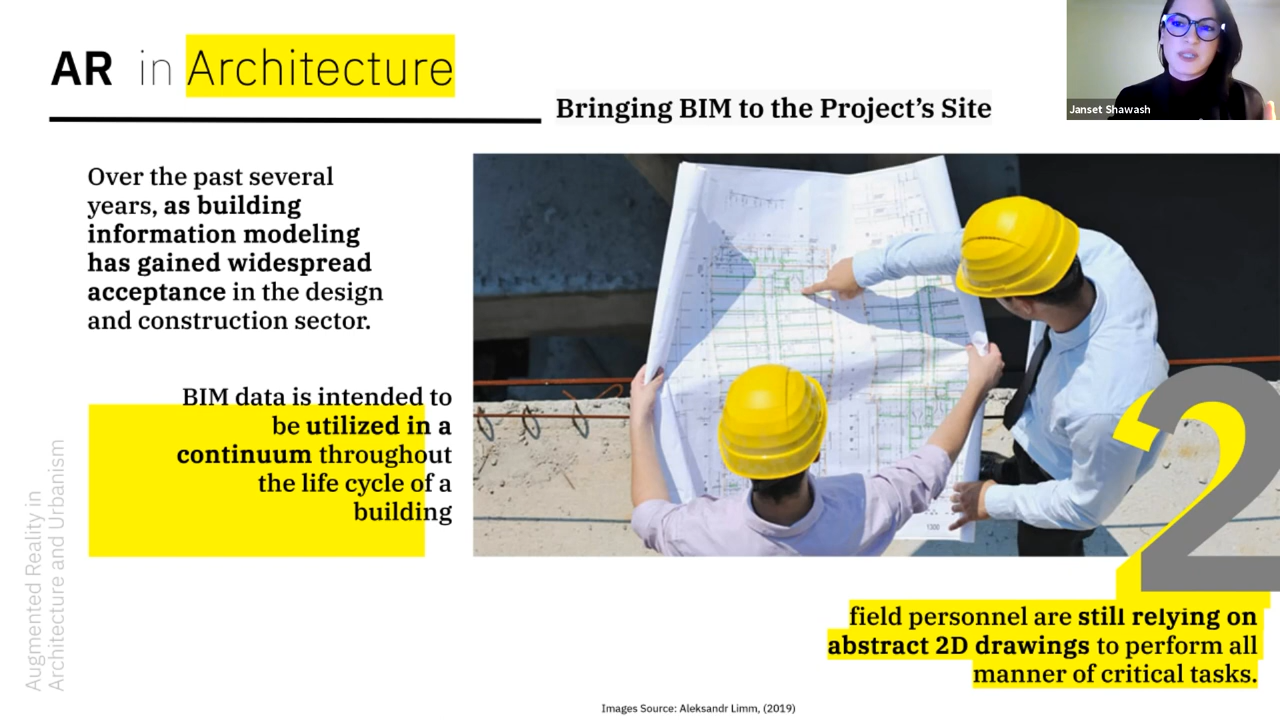 AR in Architecture
Bringing BIM to the Project's Site
Janset Shawash
Over the past several
years, as building
information modeling
has gained widespread
acceptance in the design
and construction sector.
BIM data is intended to
be utilized in a
continuum throughout
the life cycle of a
building
2
field personnel are still relying on
abstract 2D drawings to perform all
manner of critical tasks.
Augmented Reality in
Architecture and Urbanism
1300
Images Source: Aleksandr Limm, (2019)